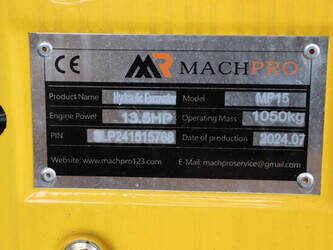 CE MR MACHPRO
Product Name Hydraulic Excavator Model MP15
Engine Power 13.5HP Operating Mass 1050kg
PIN Date of production 2024.07
Website: www.machpro123.com E-Mail: machproservice@gmail.com